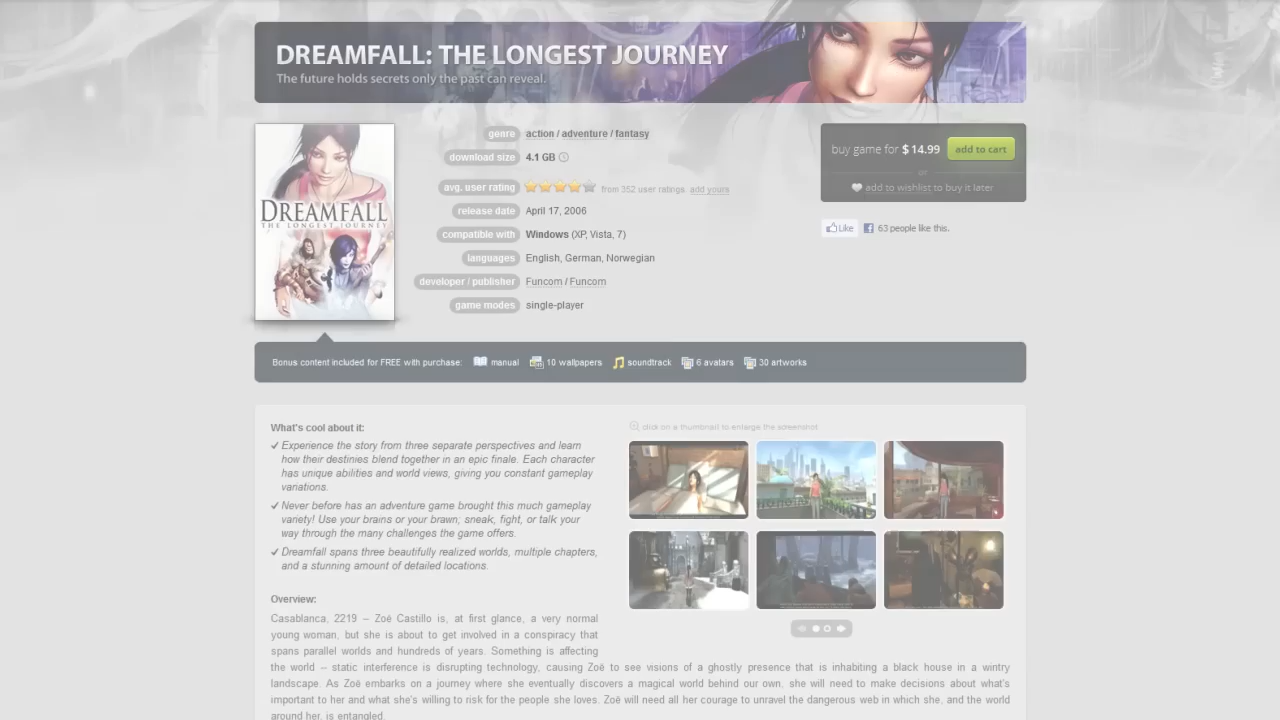 DREAMFALL: THE LONGEST JOURNEY
The future holds secrets only the past can reveal.
DREAMFALL
THE LONGEST JOURNEY
genre action / adventure / fantasy
download size 4.1 GB
avg. user rating from 352 user ratings. add yours
release date April 17, 2006
compatible with Windows (XP, Vista, 7)
languages English, German, Norwegian
developer / publisher Funcom / Funcom
game modes single-player
buy game for $ 14.99 add to cart
or
add to wishlist to buy it later
Like 63 people like this.
Bonus content included for FREE with purchase: manual 10 wallpapers soundtrack 6 avatars 30 artworks
What's cool about it:
Experience the story from three separate perspectives and learn
how their destinies blend together in an epic finale. Each character
has unique abilities and world views, giving you constant gameplay
variations.
Never before has an adventure game brought this much gameplay
variety! Use your brains or your brawn; sneak, fight, or talk your
way through the many challenges the game offers.
Dreamfall spans three beautifully realized worlds, multiple chapters,
and a stunning amount of detailed locations.
click on a thumbnail to enlarge the screenshot
Overview:
Casablanca, 2219 – Zoë Castillo is, at first glance, a very normal
young woman, but she is about to get involved in a conspiracy that
spans parallel worlds and hundreds of years. Something is affecting
the world – static interference is disrupting technology, causing Zoë to see visions of a ghostly presence that is inhabiting a black house in a wintry
landscape. As Zoë embarks on a journey where she eventually discovers a magical world behind our own, she will need to make decisions about what's
important to her and what she's willing to risk for the people she loves. Zoë will need all her courage to unravel the dangerous web in which she, and the world
around her, is entangled.